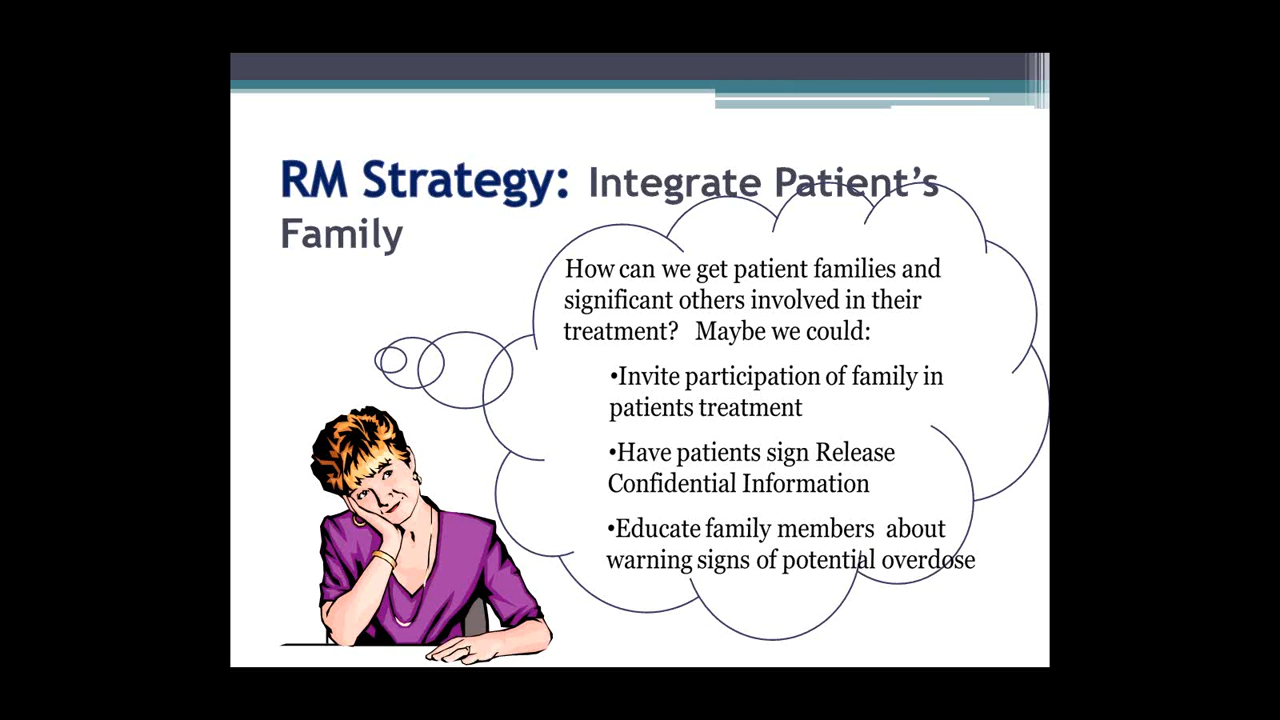 RM Strategy: Integrate Patient’s
Family
How can we get patient families and
significant others involved in their
treatment?   Maybe we could:
•Invite participation of family in
patients treatment
•Have patients sign Release
Confidential Information
•Educate family members  about
warning signs of potential overdose